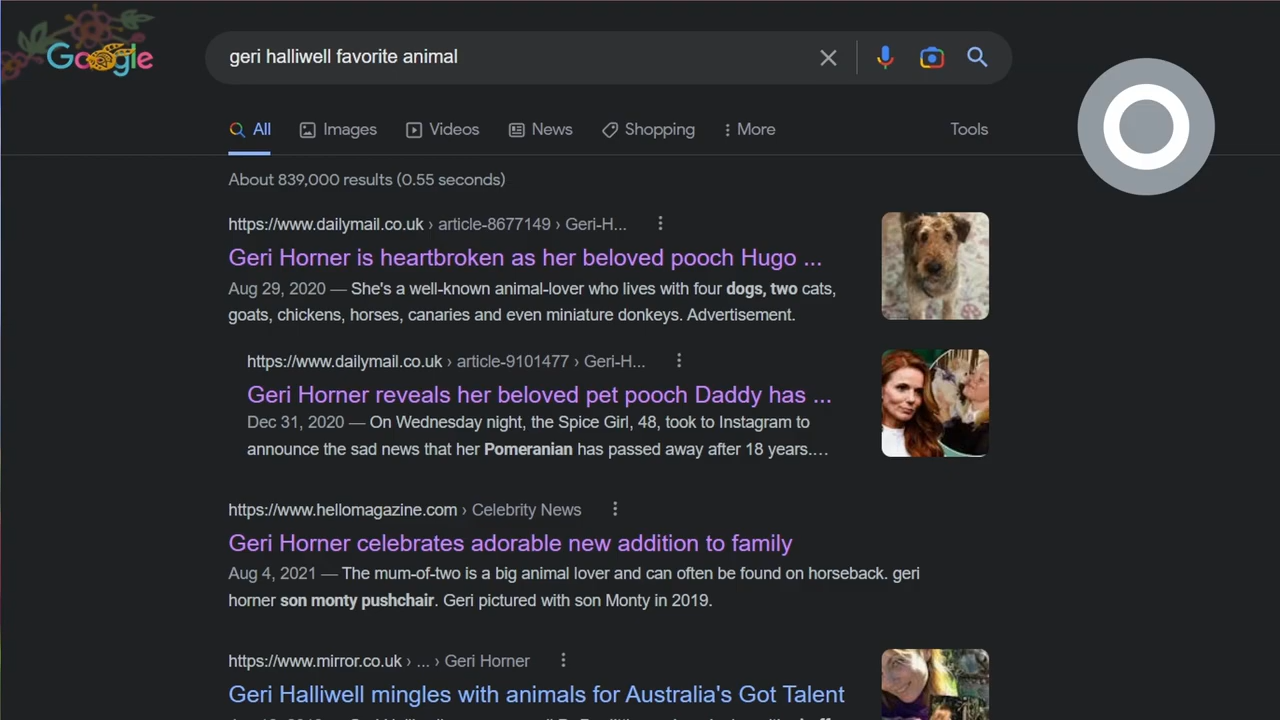 Google
geri halliwell favorite animal
All Images Videos News Shopping More Tools
About 839,000 results (0.55 seconds)
https://www.dailymail.co.uk › article-8677149 › Geri-H...
Geri Horner is heartbroken as her beloved pooch Hugo ...
Aug 29, 2020 — She's a well-known animal-lover who lives with four dogs, two cats,
goats, chickens, horses, canaries and even miniature donkeys. Advertisement.
https://www.dailymail.co.uk › article-9101477 › Geri-H...
Geri Horner reveals her beloved pet pooch Daddy has ...
Dec 31, 2020 — On Wednesday night, the Spice Girl, 48, took to Instagram to
announce the sad news that her Pomeranian has passed away after 18 years....
https://www.hellomagazine.com › Celebrity News
Geri Horner celebrates adorable new addition to family
Aug 4, 2021 — The mum-of-two is a big animal lover and can often be found on horseback. geri
horner son monty pushchair. Geri pictured with son Monty in 2019.
https://www.mirror.co.uk › ... › Geri Horner
Geri Halliwell mingles with animals for Australia's Got Talent